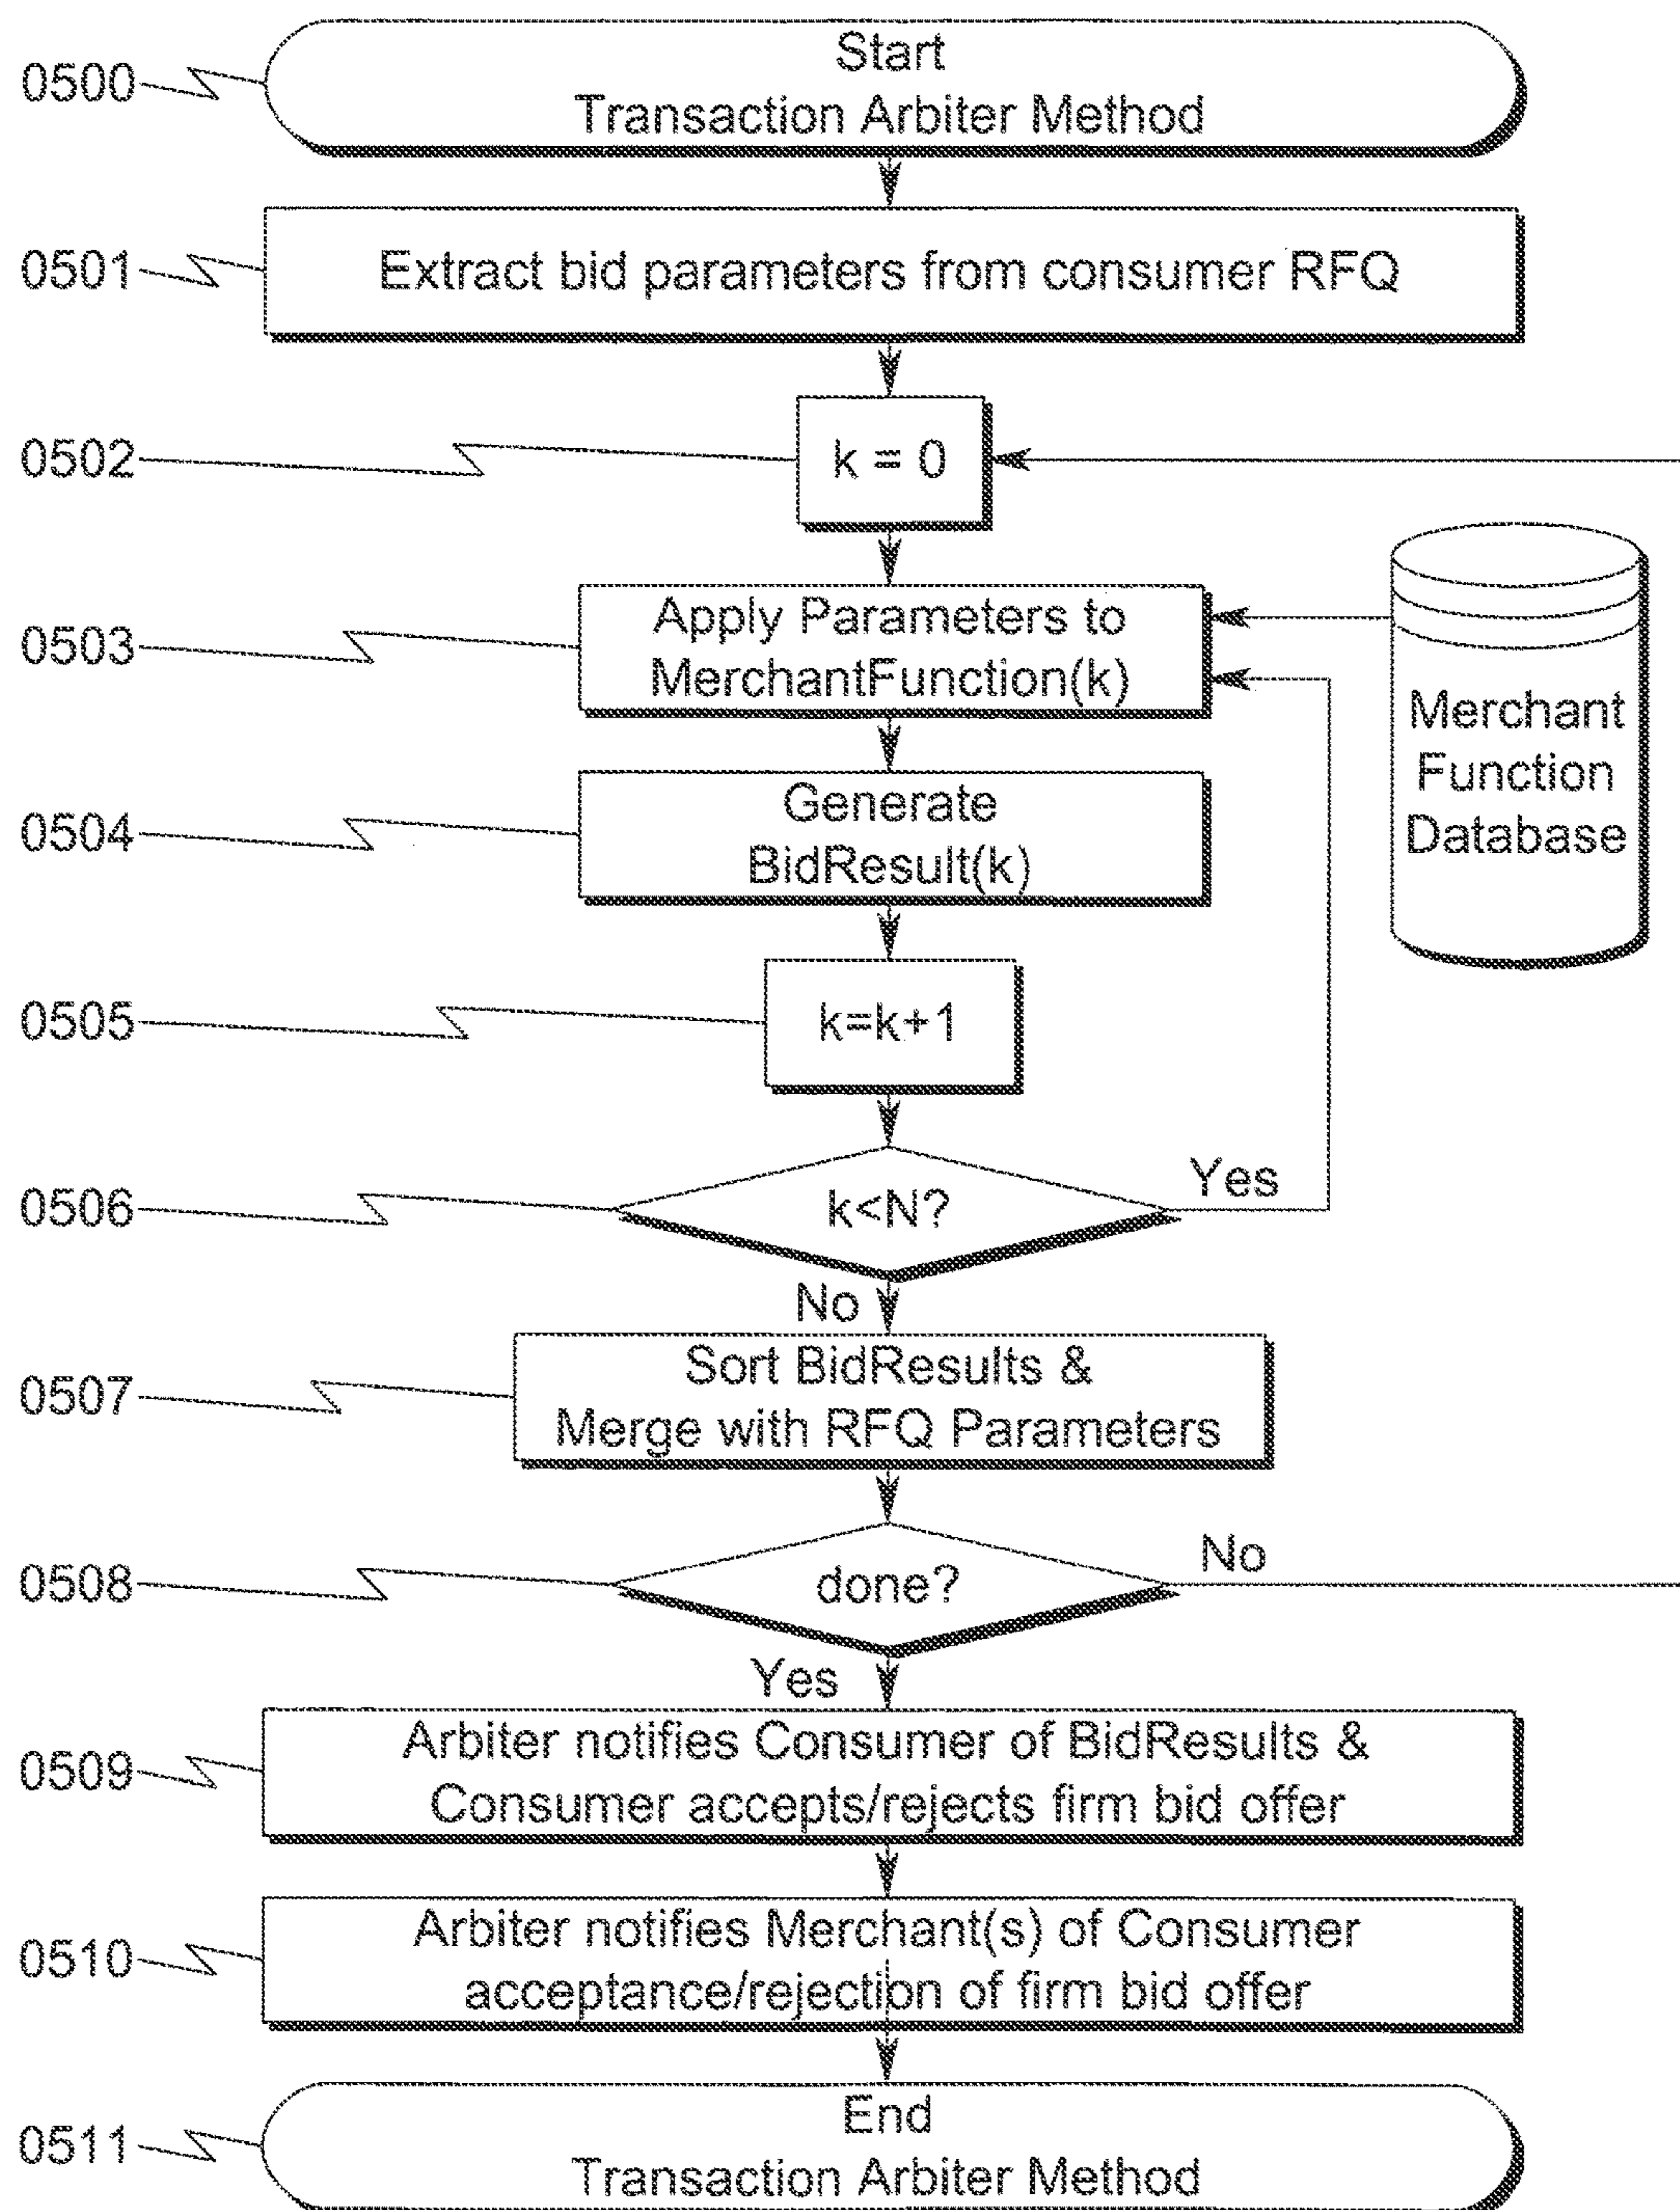 0500
Start
Transaction Arbiter Method
0501
Extract bid parameters from consumer RFQ
0502
k = 0
0503
Apply Parameters to
MerchantFunction(k)
Merchant
Function
Database
0504
Generate
BidResult(k)
0505
k=k+1
0506
k<N?
Yes
No
0507
Sort BidResults &
Merge with RFQ Parameters
0508
done?
No
Yes
0509
Arbiter notifies Consumer of BidResults &
Consumer accepts/rejects firm bid offer
0510
Arbiter notifies Merchant(s) of Consumer
acceptance/rejection of firm bid offer
0511
End
Transaction Arbiter Method